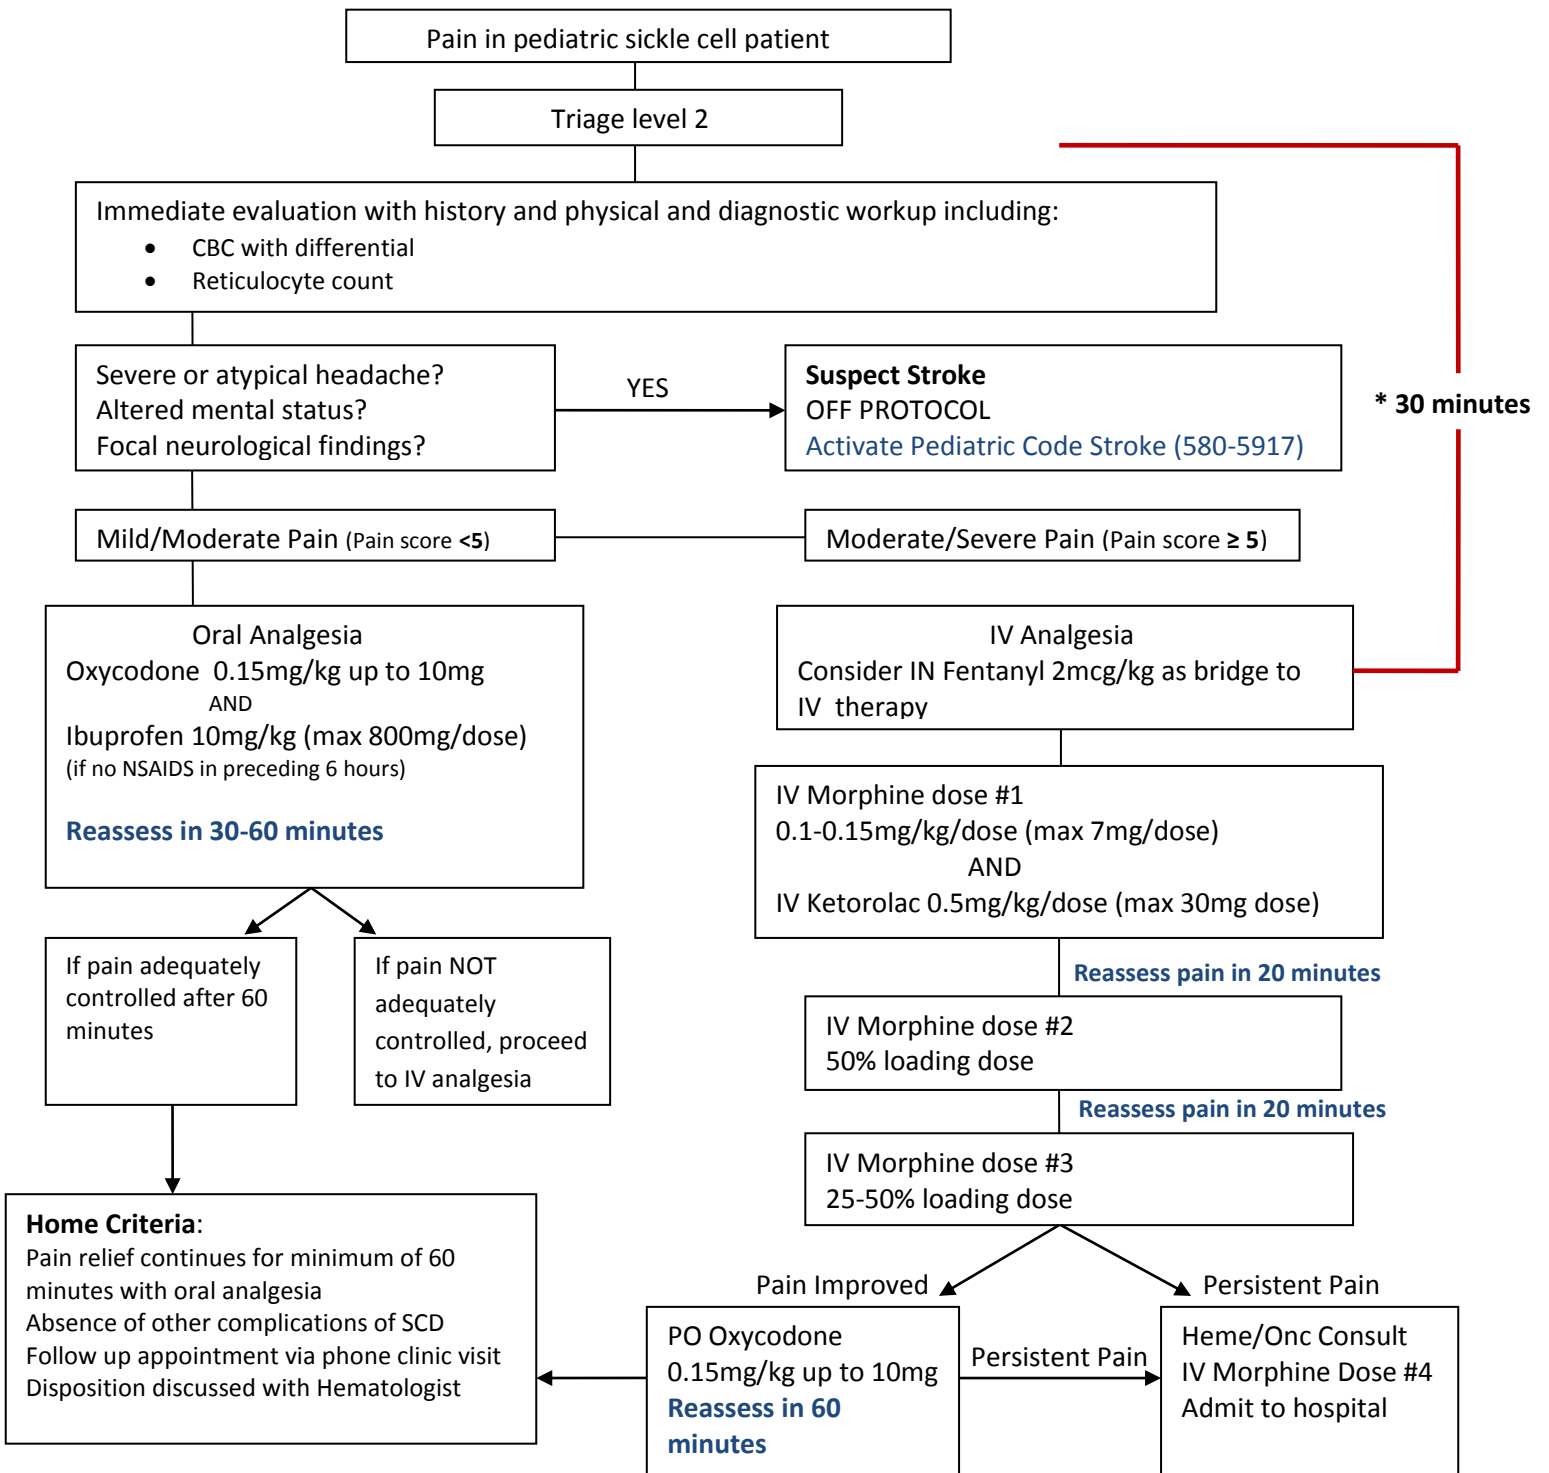 Pain in pediatric sickle cell patient
Triage level 2
Immediate evaluation with history and physical and diagnostic workup including:
• CBC with differential
• Reticulocyte count
Severe or atypical headache?
Altered mental status?
Focal neurological findings?
YES
Suspect Stroke
OFF PROTOCOL
Activate Pediatric Code Stroke (580-5917)
* 30 minutes
Mild/Moderate Pain (Pain score <5)
Moderate/Severe Pain (Pain score ≥ 5)
Oral Analgesia
Oxycodone 0.15mg/kg up to 10mg
AND
Ibuprofen 10mg/kg (max 800mg/dose)
(if no NSAIDS in preceding 6 hours)
Reassess in 30-60 minutes
IV Analgesia
Consider IN Fentanyl 2mcg/kg as bridge to
IV therapy
IV Morphine dose #1
0.1-0.15mg/kg/dose (max 7mg/dose)
AND
IV Ketorolac 0.5mg/kg/dose (max 30mg dose)
Reassess pain in 20 minutes
If pain adequately
controlled after 60
minutes
If pain NOT
adequately
controlled, proceed
to IV analgesia
IV Morphine dose #2
50% loading dose
Reassess pain in 20 minutes
IV Morphine dose #3
25-50% loading dose
Home Criteria:
Pain relief continues for minimum of 60
minutes with oral analgesia
Absence of other complications of SCD
Follow up appointment via phone clinic visit
Disposition discussed with Hematologist
Pain Improved
Persistent Pain
PO Oxycodone
0.15mg/kg up to 10mg
Reassess in 60
minutes
Persistent Pain
Heme/Onc Consult
IV Morphine Dose #4
Admit to hospital